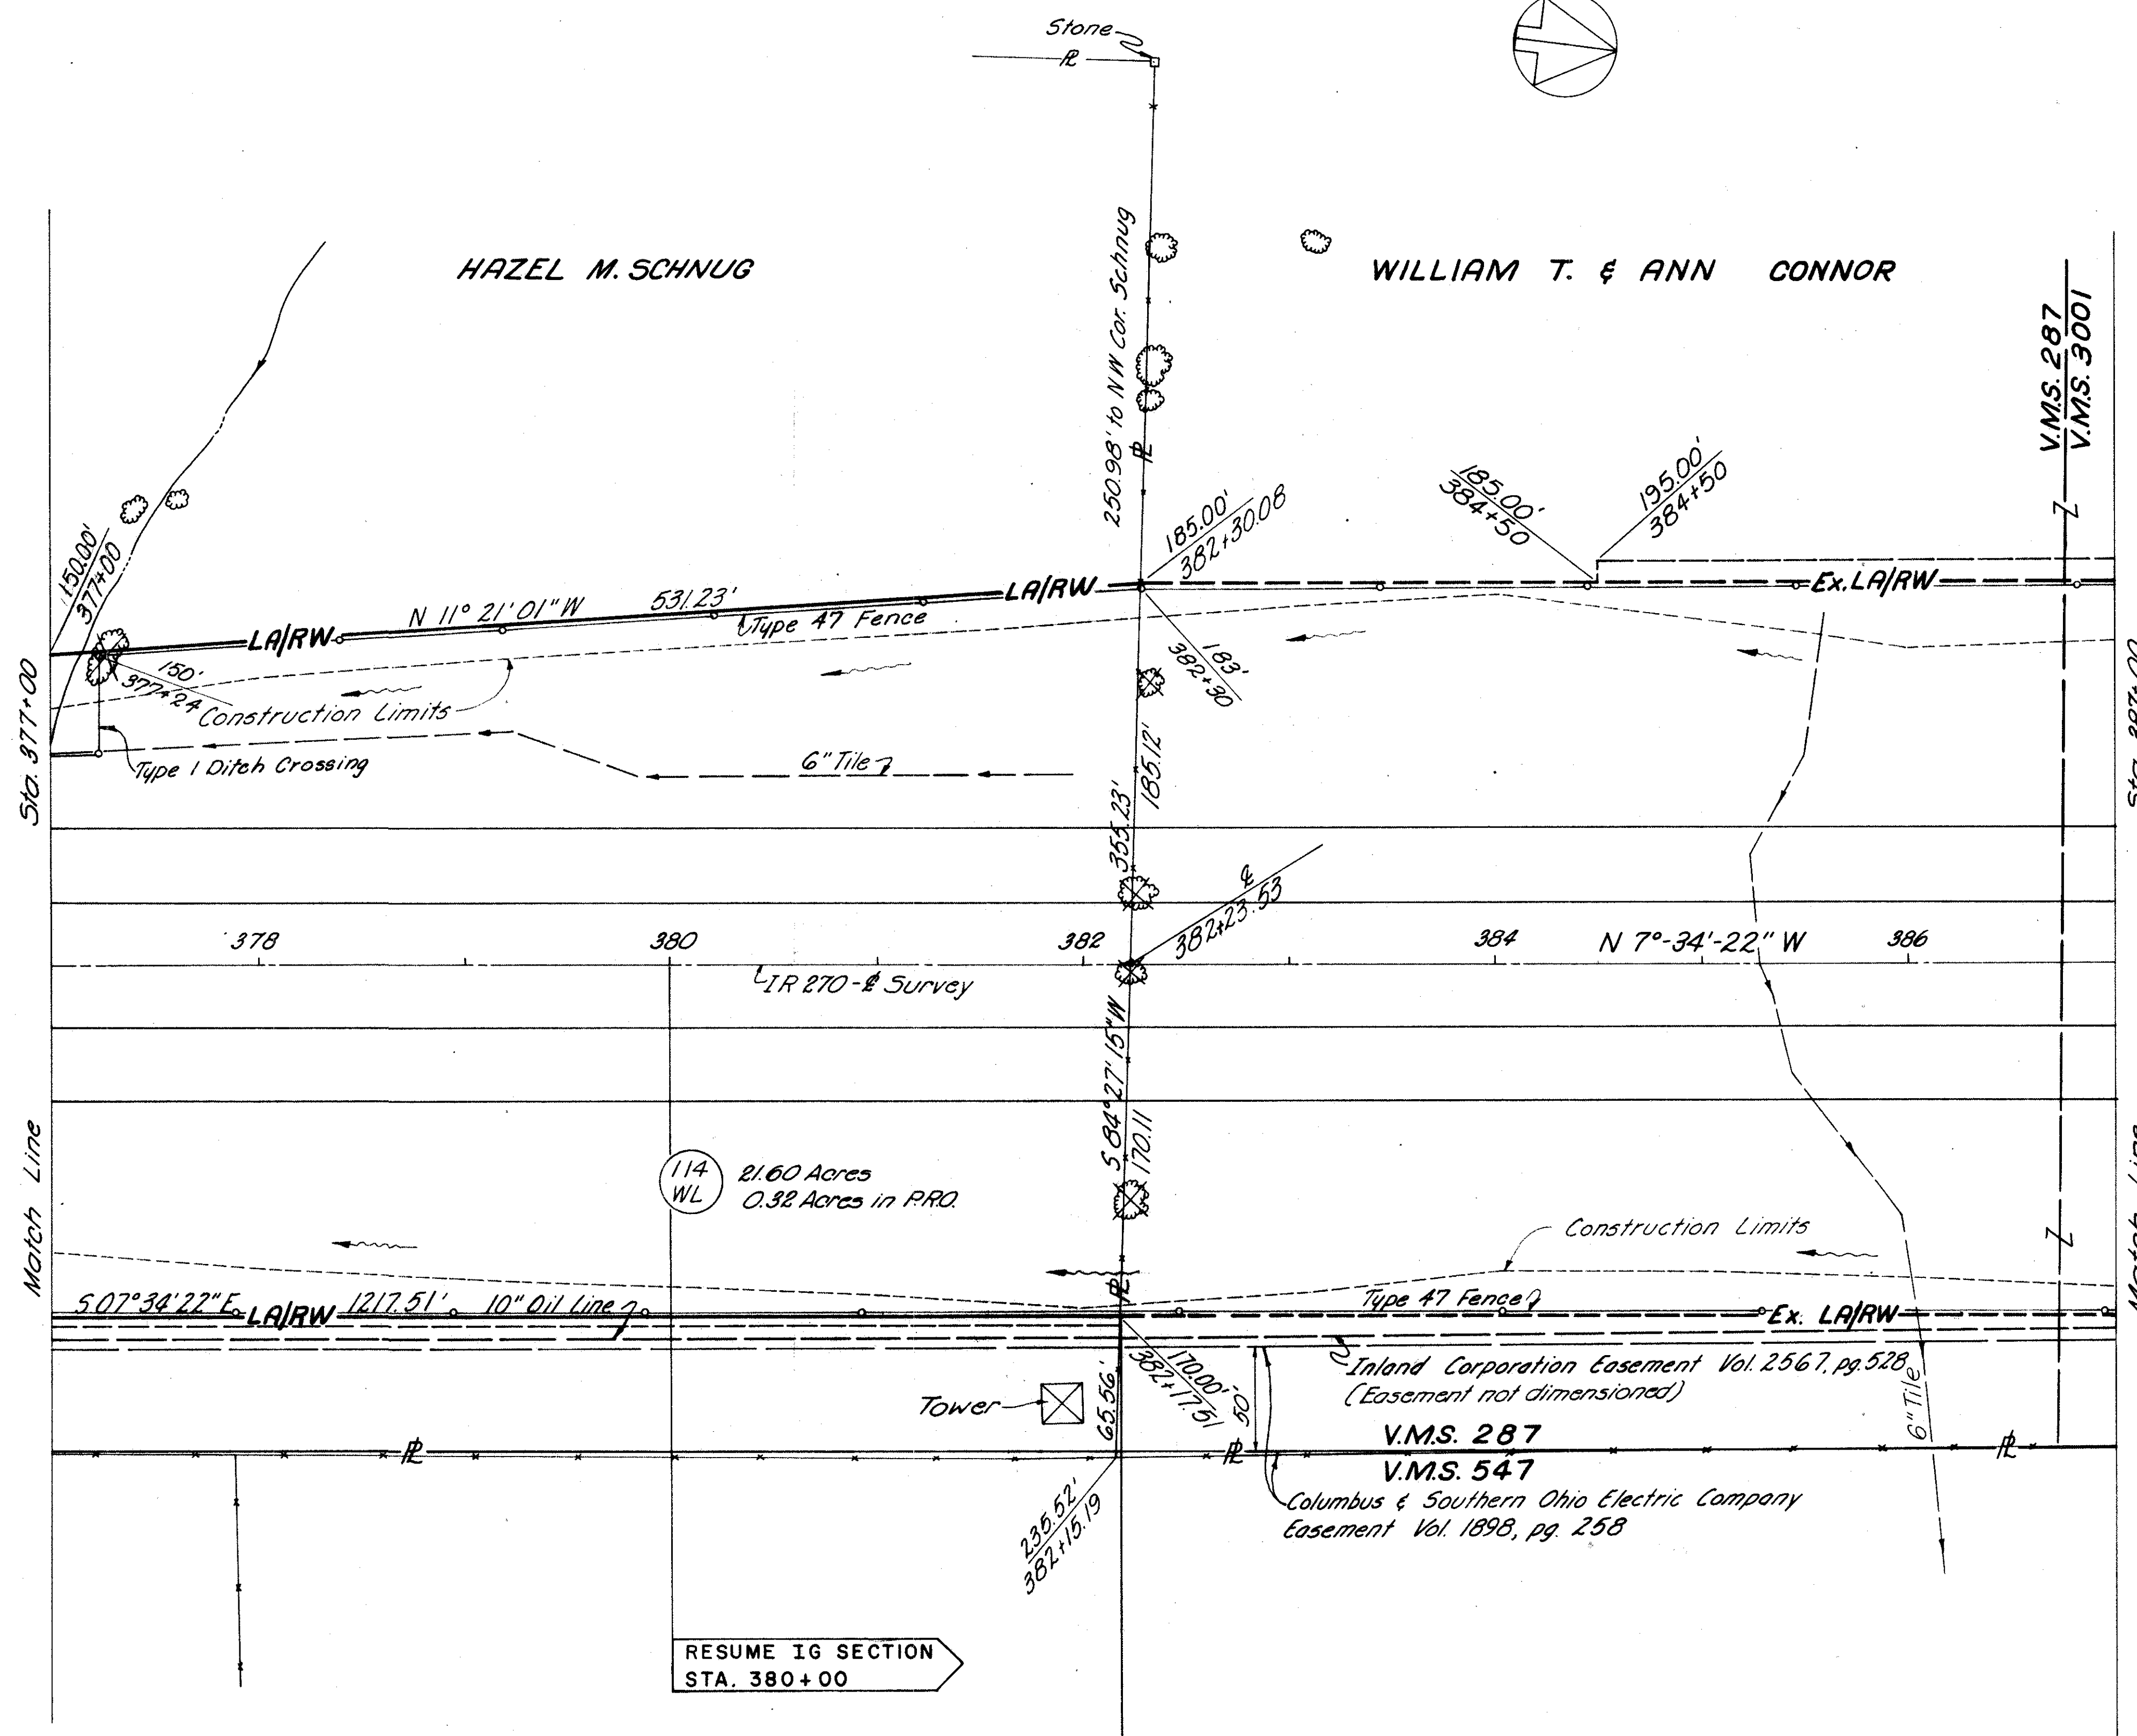 Stone
PL
HAZEL M. SCHNUG
WILLIAM T. & ANN CONNOR
250.98' to NW Cor. Schnug
PL
V.M.S. 287
V.M.S. 3001
150.00'
377+00
185.00'
382+30.08
185.00'
384+50
195.00'
384+50
LA/RW
N 11° 21' 01" W
531.23'
LA/RW
Ex. LA/RW
Type 47 Fence
150'
377+24
Construction Limits
183'
382+30
Sta. 377+00
Type 1 Ditch Crossing
6" Tile
185.12'
355.23'
℄
382+23.53
378
380
382
384
N 7°-34'-22" W
386
IR 270-℄ Survey
S 84° 27' 15" W
170.11
114
WL
21.60 Acres
0.32 Acres in P.R.O.
Match Line
Construction Limits
PL
S 07° 34' 22" E
LA/RW
1217.51'
10" Oil Line
Type 47 Fence
Ex. LA/RW
Tower
65.56'
170.00'
382+17.51
50'
Inland Corporation Easement Vol. 2567, pg. 528
(Easement not dimensioned)
6" Tile
V.M.S. 287
PL
PL
PL
V.M.S. 547
Columbus & Southern Ohio Electric Company
Easement Vol. 1898, pg. 258
235.52'
382+15.19
RESUME IG SECTION
STA. 380+00